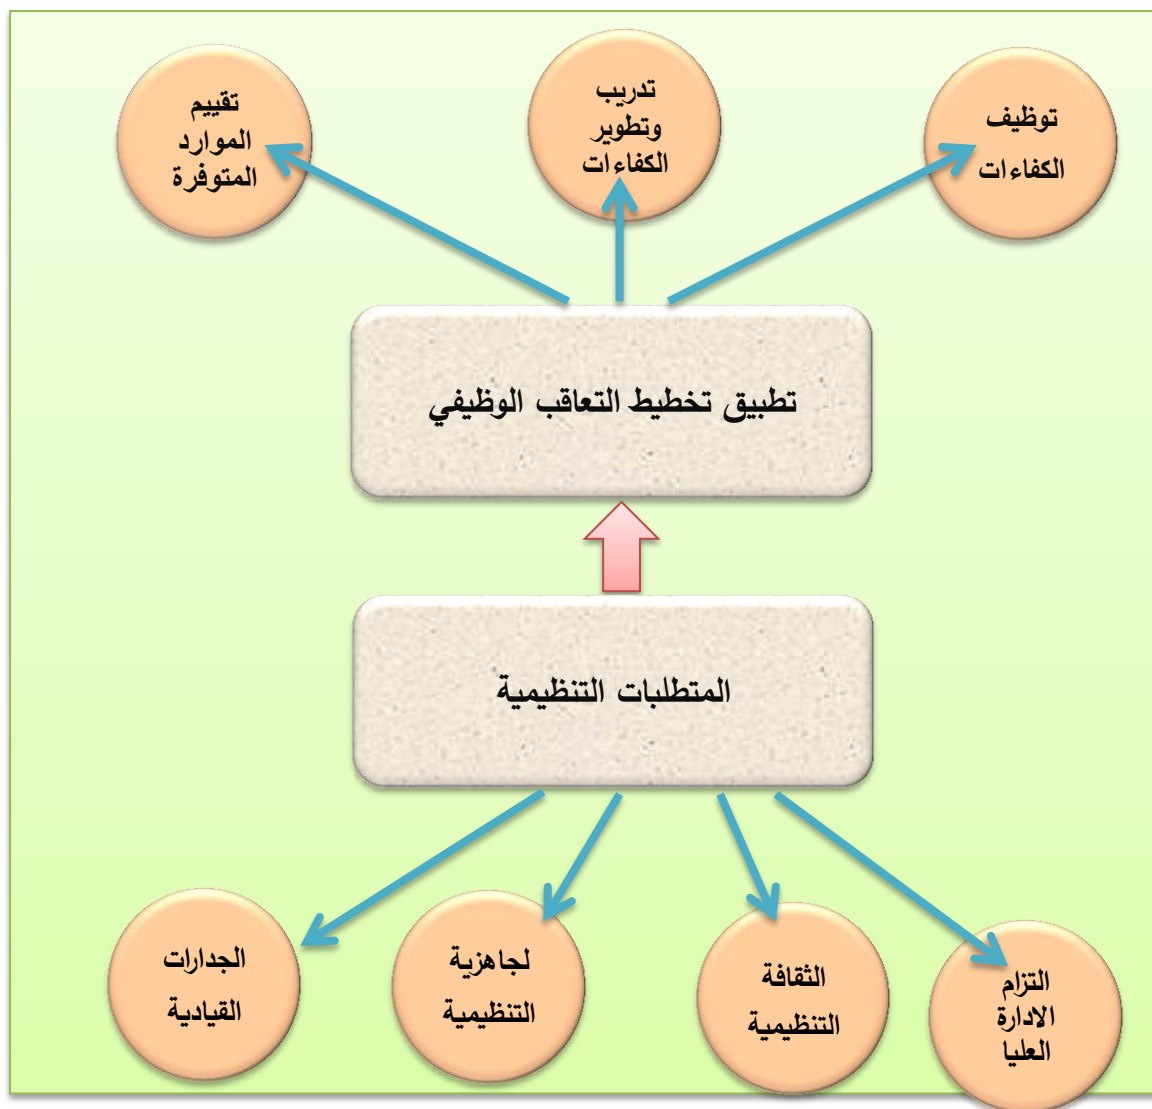 توظيف
الكفاءات
تدريب
وتطوير
الكفاءات
تقييم
الموارد
المتوفرة
تطبيق تخطيط التعاقب الوظيفي
المتطلبات التنظيمية
التزام
الادارة
العليا
الثقافة
التنظيمية
لجاهزية
التنظيمية
الجدارات
القيادية